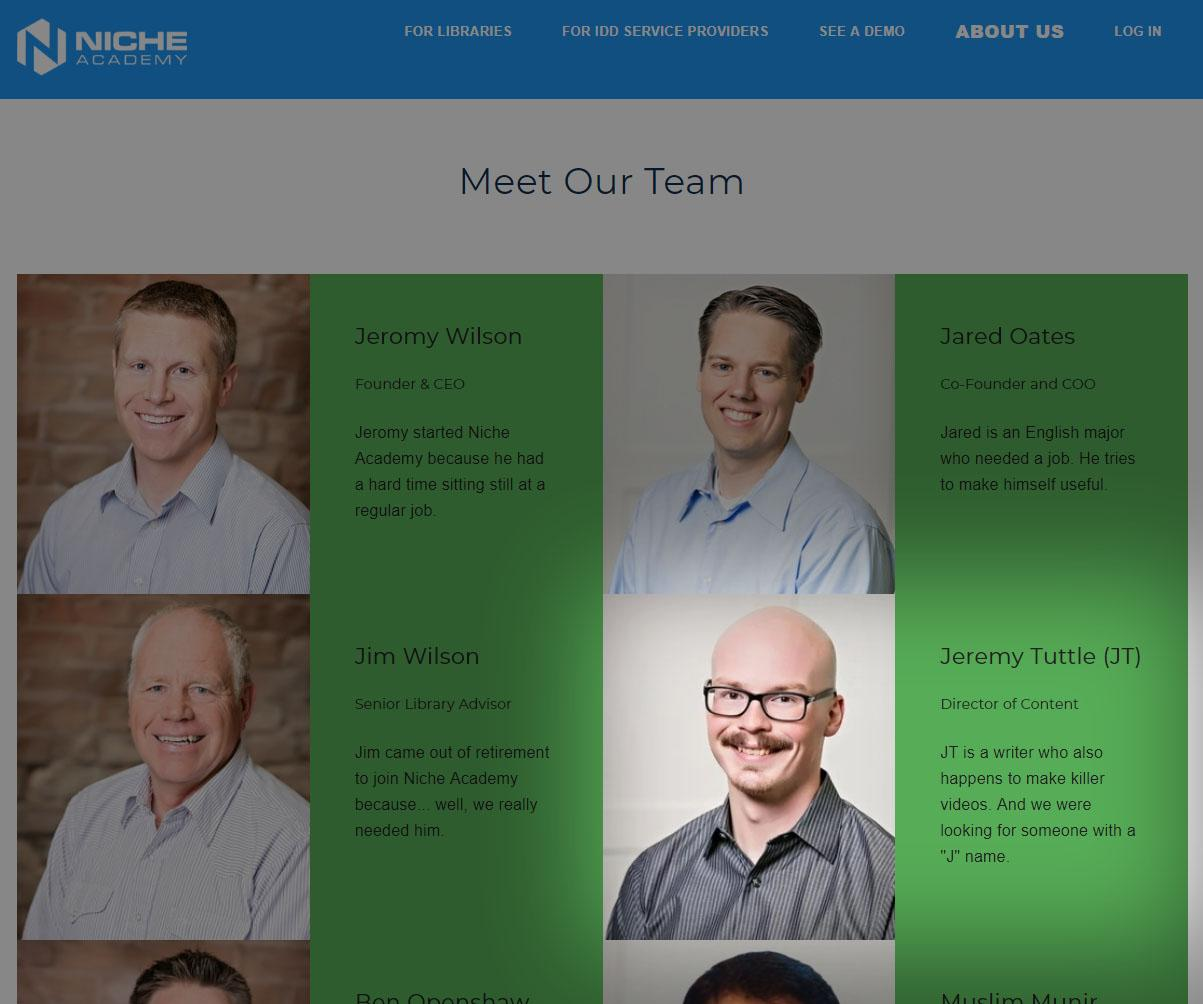 NICHE
ACADEMY
FOR LIBRARIES
FOR IDD SERVICE PROVIDERS
SEE A DEMO
ABOUT US
LOG IN
Meet Our Team
Jeromy Wilson
Founder & CEO
Jeromy started Niche
Academy because he had
a hard time sitting still at a
regular job.
Jared Oates
Co-Founder and COO
Jared is an English major
who needed a job. He tries
to make himself useful.
Jim Wilson
Senior Library Advisor
Jim came out of retirement
to join Niche Academy
because... well, we really
needed him.
Jeremy Tuttle (JT)
Director of Content
JT is a writer who also
happens to make killer
videos. And we were
looking for someone with a
"J" name.
Ben Openshaw
Muslim Munir